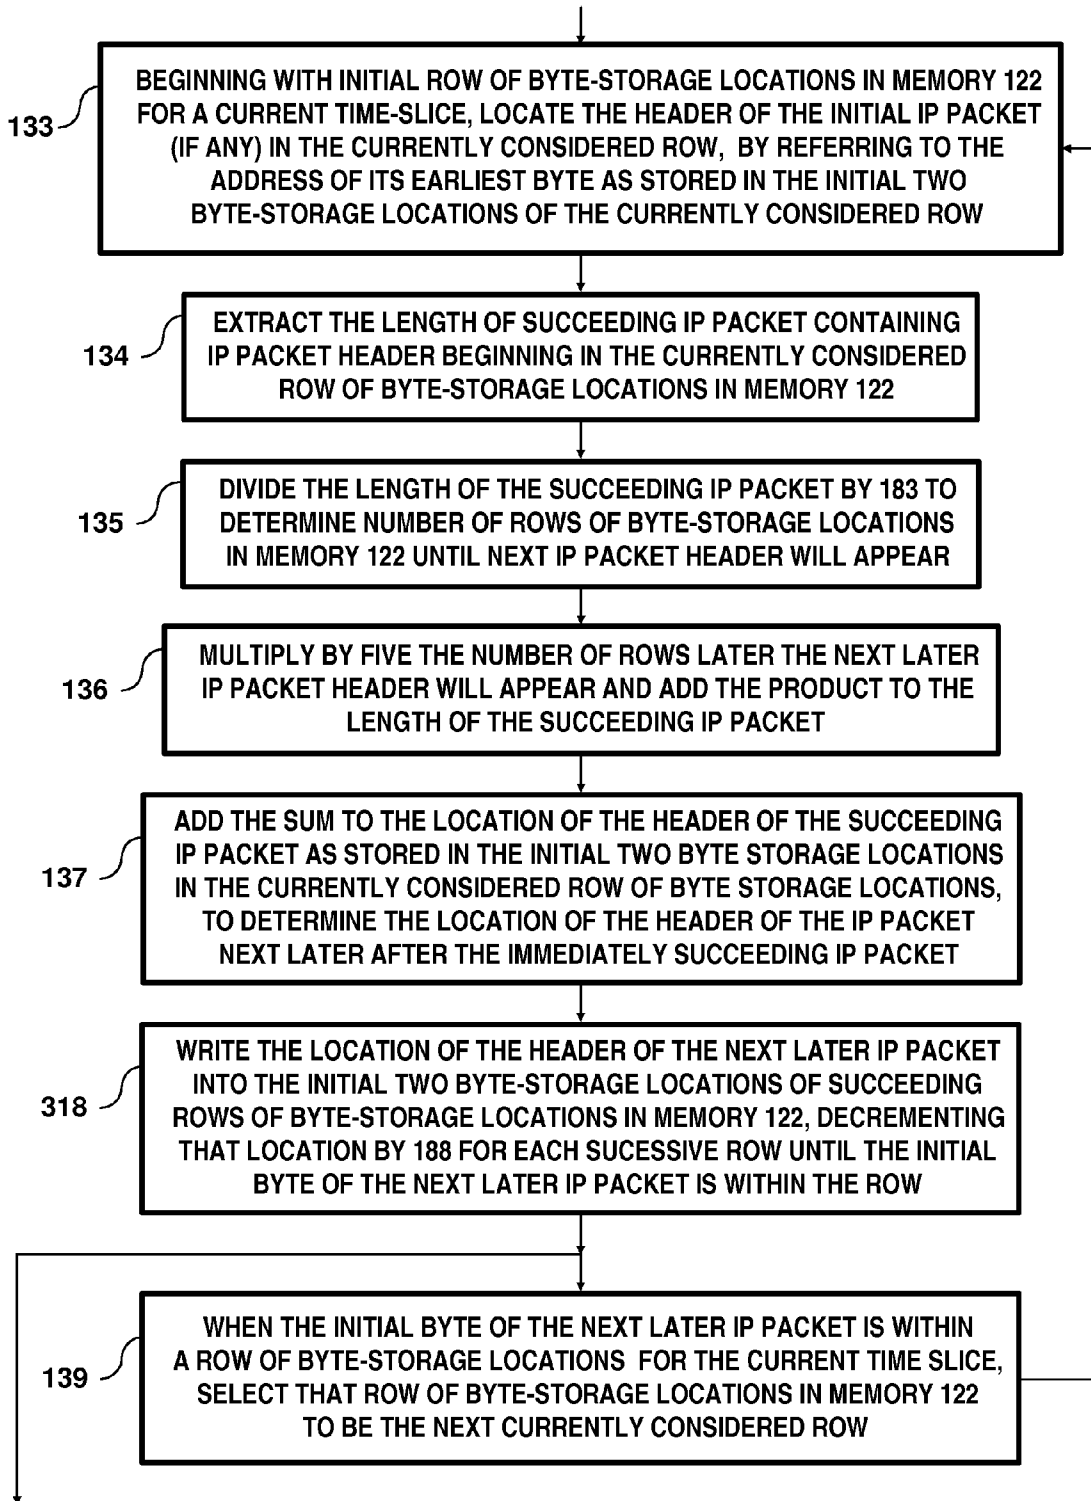 133
BEGINNING WITH INITIAL ROW OF BYTE-STORAGE LOCATIONS IN MEMORY 122
FOR A CURRENT TIME-SLICE, LOCATE THE HEADER OF THE INITIAL IP PACKET
(IF ANY) IN THE CURRENTLY CONSIDERED ROW, BY REFERRING TO THE
ADDRESS OF ITS EARLIEST BYTE AS STORED IN THE INITIAL TWO
BYTE-STORAGE LOCATIONS OF THE CURRENTLY CONSIDERED ROW
134
EXTRACT THE LENGTH OF SUCCEEDING IP PACKET CONTAINING
IP PACKET HEADER BEGINNING IN THE CURRENTLY CONSIDERED
ROW OF BYTE-STORAGE LOCATIONS IN MEMORY 122
135
DIVIDE THE LENGTH OF THE SUCCEEDING IP PACKET BY 183 TO
DETERMINE NUMBER OF ROWS OF BYTE-STORAGE LOCATIONS
IN MEMORY 122 UNTIL NEXT IP PACKET HEADER WILL APPEAR
136
MULTIPLY BY FIVE THE NUMBER OF ROWS LATER THE NEXT LATER
IP PACKET HEADER WILL APPEAR AND ADD THE PRODUCT TO THE
LENGTH OF THE SUCCEEDING IP PACKET
137
ADD THE SUM TO THE LOCATION OF THE HEADER OF THE SUCCEEDING
IP PACKET AS STORED IN THE INITIAL TWO BYTE STORAGE LOCATIONS
IN THE CURRENTLY CONSIDERED ROW OF BYTE STORAGE LOCATIONS,
TO DETERMINE THE LOCATION OF THE HEADER OF THE IP PACKET
NEXT LATER AFTER THE IMMEDIATELY SUCCEEDING IP PACKET
318
WRITE THE LOCATION OF THE HEADER OF THE NEXT LATER IP PACKET
INTO THE INITIAL TWO BYTE-STORAGE LOCATIONS OF SUCCEEDING
ROWS OF BYTE-STORAGE LOCATIONS IN MEMORY 122, DECREMENTING
THAT LOCATION BY 188 FOR EACH SUCESSIVE ROW UNTIL THE INITIAL
BYTE OF THE NEXT LATER IP PACKET IS WITHIN THE ROW
139
WHEN THE INITIAL BYTE OF THE NEXT LATER IP PACKET IS WITHIN
A ROW OF BYTE-STORAGE LOCATIONS FOR THE CURRENT TIME SLICE,
SELECT THAT ROW OF BYTE-STORAGE LOCATIONS IN MEMORY 122
TO BE THE NEXT CURRENTLY CONSIDERED ROW